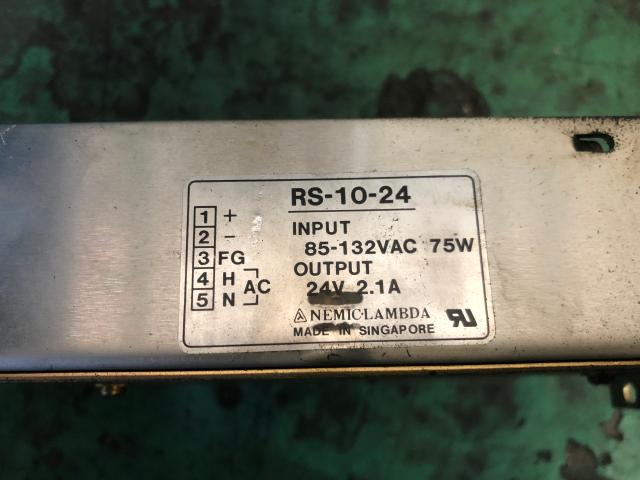 RS-10-24
1 +
2 -
3 FG
4 H
5 N
AC
INPUT
85-132VAC 75W
OUTPUT
24V 2.1A
NEMIC-LAMBDA
MADE IN SINGAPORE